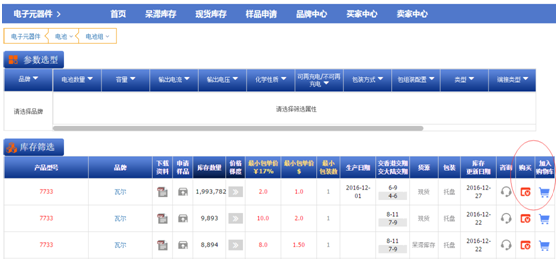 电子元器件 首页 呆滞库存 现货库存 样品申请 品牌中心 买家中心 卖家中心
电子元器件 电池 电池组
参数选型
品牌 电池数量 容量 输出电流 输出电压 化学性质 可再充电/不可再充电 包装方式 包组装配置 类型 端接类型
请选择品牌 请选择筛选属性
库存筛选
产品型号 品牌 下载资料 申请样品 库存数量 价格梯度 最小包单价¥17% 最小包单价$ 最小包装数 生产日期 交香港交期 交大陆交期 货源 包装 库存更新日期 咨询 购买 加入购物车
7733 瓦尔 1,993,782 2.0 1.0 1 2016-12-01 6-9 4-6 现货 托盘 2016-12-27
7733 瓦尔 9,893 10.0 2.0 1 8-11 7-9 现货 托盘 2016-12-22
7733 瓦尔 8,894 8.0 1.50 1 8-11 7-9 呆滞库存 托盘 2016-12-22